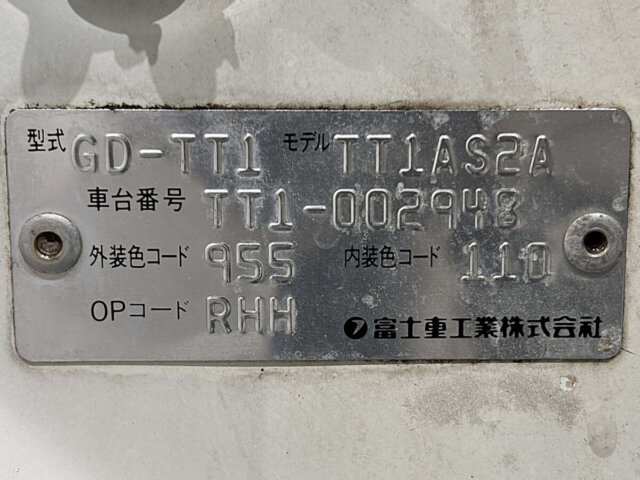 型式 GD-TT1 モデル TT1AS2A
車台番号 TT1-002948
外装色コード 955 内装色コード 110
OPコード RHH
富士重工業株式会社